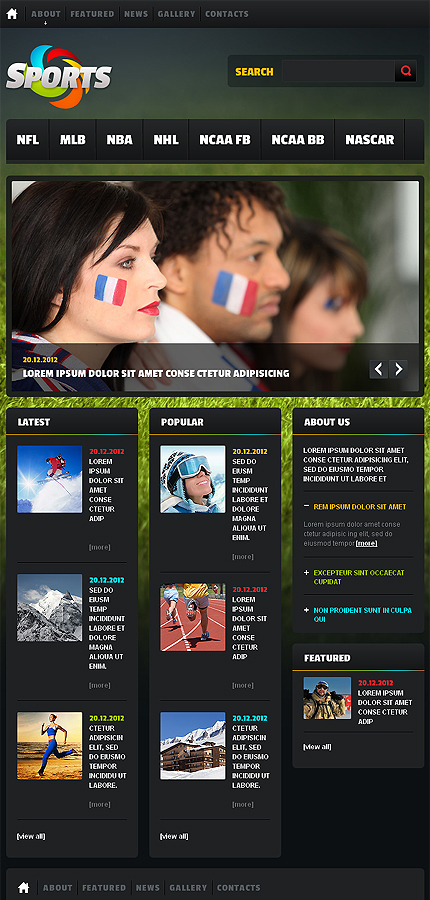 ABOUT FEATURED NEWS GALLERY CONTACTS
SPORTS
SEARCH
NFL MLB NBA NHL NCAA FB NCAA BB NASCAR
20.12.2012
LOREM IPSUM DOLOR SIT AMET CONSE CTETUR ADIPISICING
LATEST
20.12.2012
LOREM
IPSUM
DOLOR SIT
AMET
CONSE
CTETUR
ADIP
[more]
20.12.2012
SED DO
EIUSM
TEMP
INCIDIDUNT
LABORE ET
DOLORE
MAGNA
ALIQUA UT
ENIM.
[more]
20.12.2012
CTETUR
ADIPISICIN
ELIT, SED
DO EIUSMO
TEMPOR
INCIDIDU UT
LABORE.
[more]
[view all]
POPULAR
20.12.2012
SED DO
EIUSM
TEMP
INCIDIDUNT
LABORE ET
DOLORE
MAGNA
ALIQUA UT
ENIM.
[more]
20.12.2012
LOREM
IPSUM
DOLOR SIT
AMET
CONSE
CTETUR
ADIP
[more]
20.12.2012
CTETUR
ADIPISICIN
ELIT, SED
DO EIUSMO
TEMPOR
INCIDIDU UT
LABORE.
[more]
[view all]
ABOUT US
LOREM IPSUM DOLOR SIT AMET
CONSE CTETUR ADIPISICING ELIT,
SED DO EIUSMO TEMPOR
INCIDIDUNT UT LABORE ET
REM IPSUM DOLOR SIT AMET
Lorem ipsum dolor amet conse
ctetur adipisic ing elit, sed do
eiusmod tempor [more]
EXCEPTEUR SINT OCCAECAT
CUPIDAT
NON PROIDENT SUNT IN CULPA
QUI
FEATURED
20.12.2012
LOREM IPSUM
DOLOR SIT AMET
CONSE CTETUR
ADIP
[view all]
ABOUT FEATURED NEWS GALLERY CONTACTS